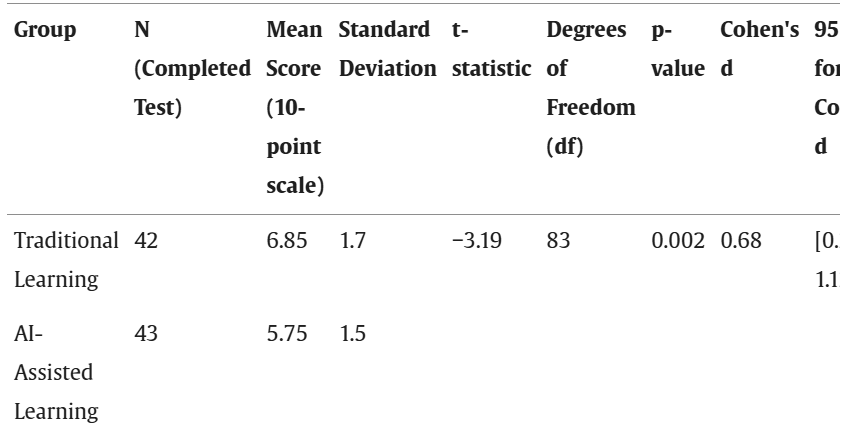 Group N Mean Standard t- Degrees p- Cohen's 95
(Completed Score Deviation statistic of value d for
Test) (10- Freedom Co
point (df) d
scale)
Traditional 42 6.85 1.7 −3.19 83 0.002 0.68 [0.
Learning 1.1
AI- 43 5.75 1.5
Assisted
Learning